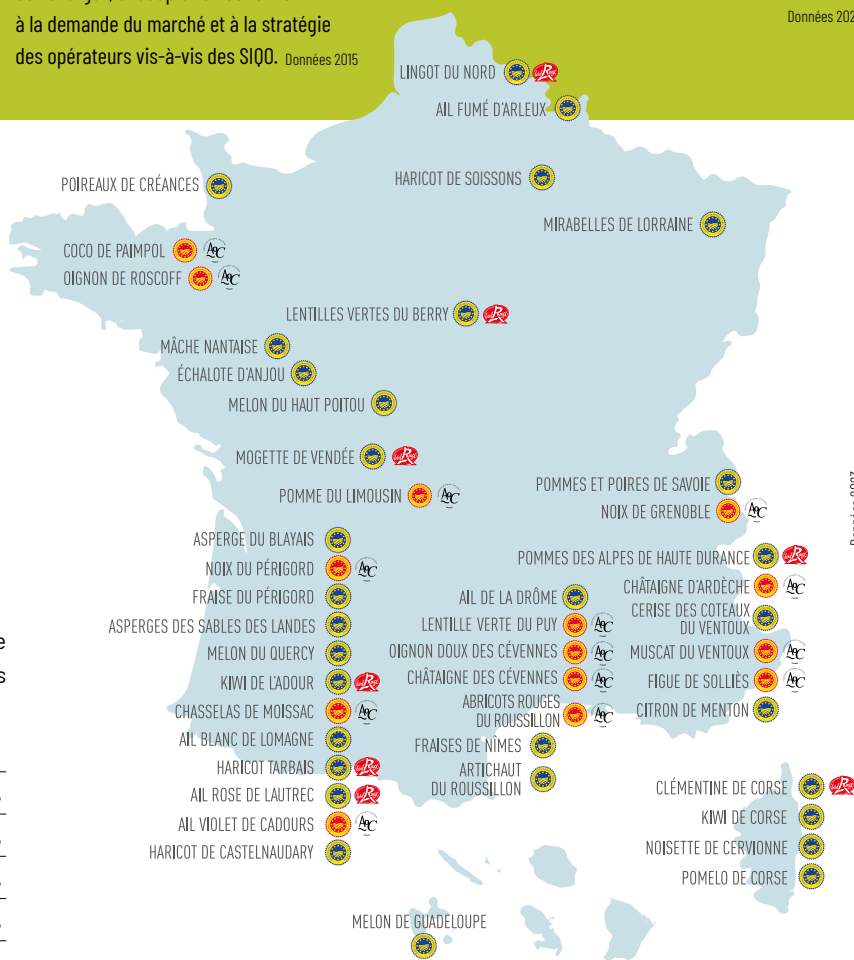 à la demande du marché et à la stratégie
des opérateurs vis-à-vis des SIQO. Données 2015
LINGOT DU NORD
AIL FUMÉ D'ARLEUX
POIREAUX DE CRÉANCES
HARICOT DE SOISSONS
MIRABELLES DE LORRAINE
COCO DE PAIMPOL
OIGNON DE ROSCOFF
LENTILLES VERTES DU BERRY
MÂCHE NANTAISE
ÉCHALOTE D'ANJOU
MELON DU HAUT POITOU
MOGETTE DE VENDÉE
POMME DU LIMOUSIN
POMMES ET POIRES DE SAVOIE
NOIX DE GRENOBLE
ASPERGE DU BLAYAIS
NOIX DU PÉRIGORD
FRAISE DU PÉRIGORD
ASPERGES DES SABLES DES LANDES
MELON DU QUERCY
KIWI DE L'ADOUR
CHASSELAS DE MOISSAC
AIL BLANC DE LOMAGNE
HARICOT TARBAIS
AIL ROSE DE LAUTREC
AIL VIOLET DE CADOURS
HARICOT DE CASTELNAUDARY
AIL DE LA DRÔME
LENTILLE VERTE DU PUY
OIGNON DOUX DES CÉVENNES
CHÂTAIGNE DES CÉVENNES
ABRICOTS ROUGES
DU ROUSSILLON
FRAISES DE NÎMES
ARTICHAUT
DU ROUSSILLON
POMMES DES ALPES DE HAUTE DURANCE
CHÂTAIGNE D'ARDÈCHE
CERISE DES COTEAUX
DU VENTOUX
MUSCAT DU VENTOUX
FIGUE DE SOLLIÈS
CITRON DE MENTON
CLÉMENTINE DE CORSE
KIWI DE CORSE
NOISETTE DE CERVIONNE
POMELO DE CORSE
MELON DE GUADELOUPE